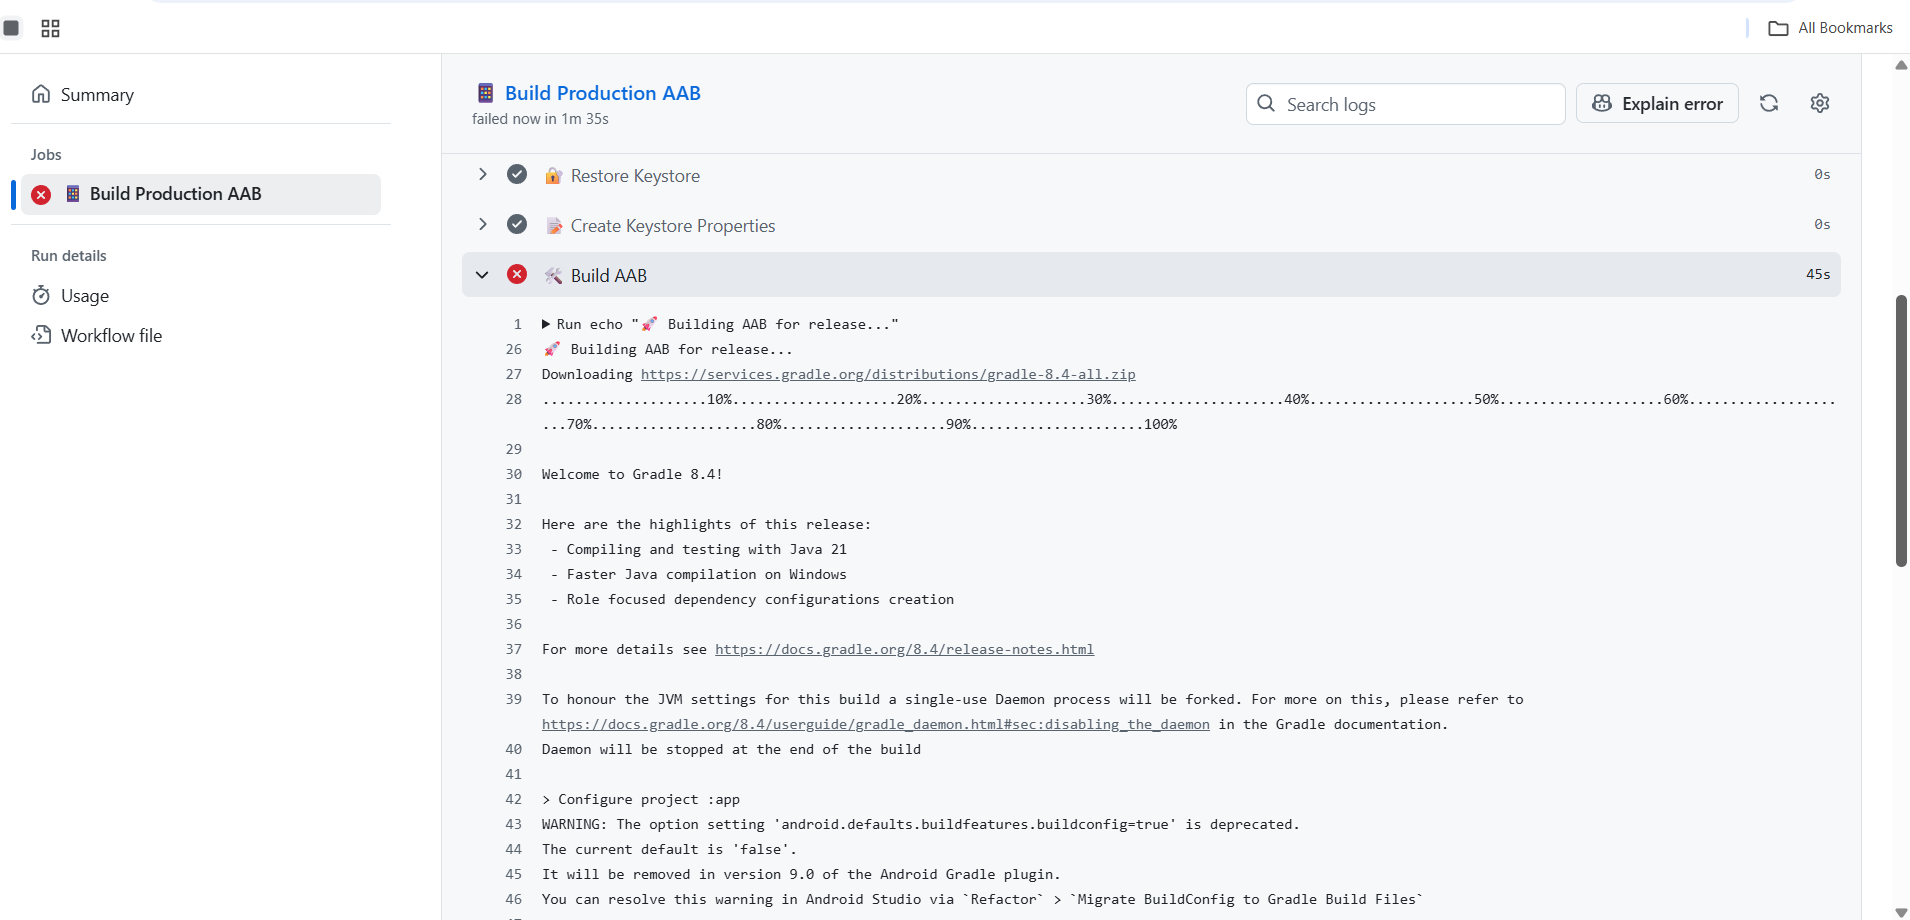 All Bookmarks
Summary
Jobs
Build Production AAB
Run details
Usage
Workflow file
Build Production AAB
failed now in 1m 35s
Search logs
Explain error
Restore Keystore 0s
Create Keystore Properties 0s
Build AAB 45s
1 Run echo "🚀 Building AAB for release..."
26 🚀 Building AAB for release...
27 Downloading https://services.gradle.org/distributions/gradle-8.4-all.zip
28 ....................10%....................20%....................30%.....................40%....................50%....................60%..................
...70%....................80%....................90%.....................100%
29
30 Welcome to Gradle 8.4!
31
32 Here are the highlights of this release:
33 - Compiling and testing with Java 21
34 - Faster Java compilation on Windows
35 - Role focused dependency configurations creation
36
37 For more details see https://docs.gradle.org/8.4/release-notes.html
38
39 To honour the JVM settings for this build a single-use Daemon process will be forked. For more on this, please refer to
https://docs.gradle.org/8.4/userguide/gradle_daemon.html#sec:disabling_the_daemon in the Gradle documentation.
40 Daemon will be stopped at the end of the build
41
42 > Configure project :app
43 WARNING: The option setting 'android.defaults.buildfeatures.buildconfig=true' is deprecated.
44 The current default is 'false'.
45 It will be removed in version 9.0 of the Android Gradle plugin.
46 You can resolve this warning in Android Studio via `Refactor` > `Migrate BuildConfig to Gradle Build Files`